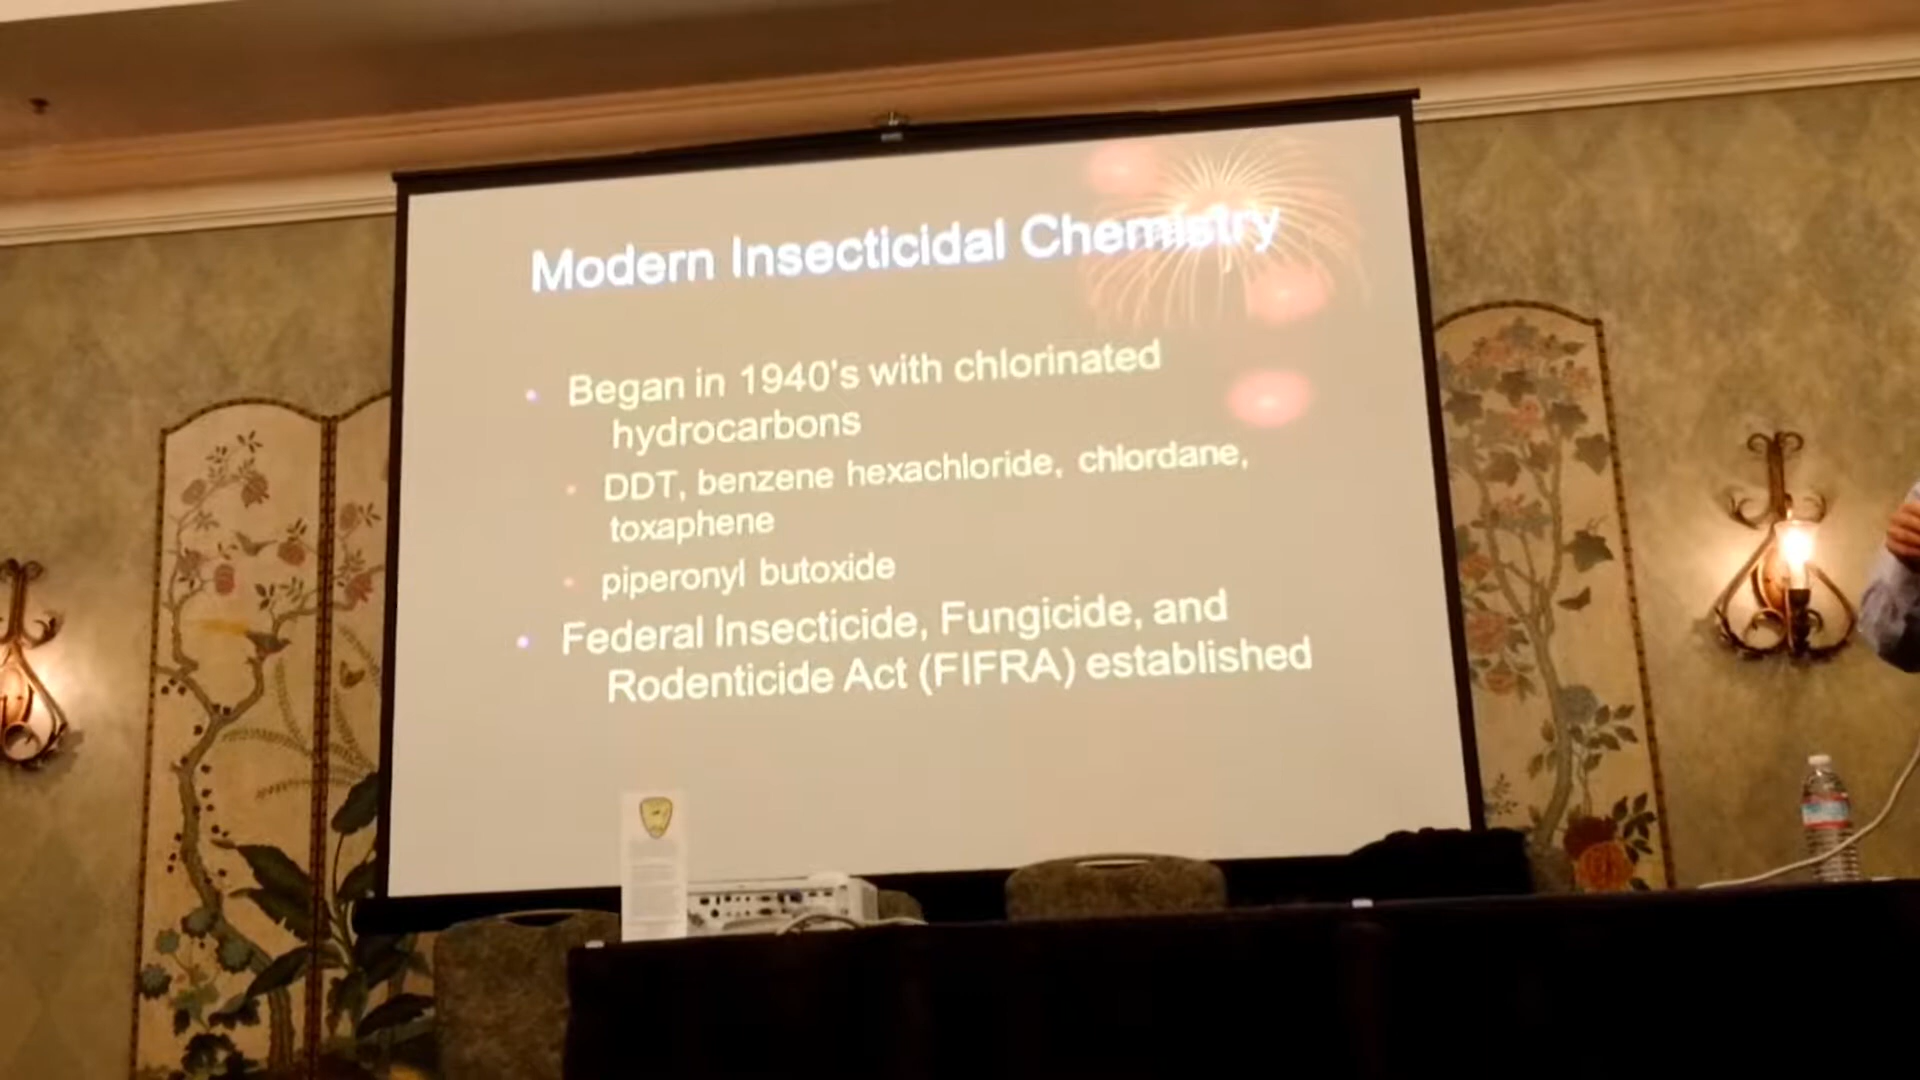 Modern Insecticidal Chemistry
• Began in 1940's with chlorinated
hydrocarbons
• DDT, benzene hexachloride, chlordane,
toxaphene
• piperonyl butoxide
• Federal Insecticide, Fungicide, and
Rodenticide Act (FIFRA) established